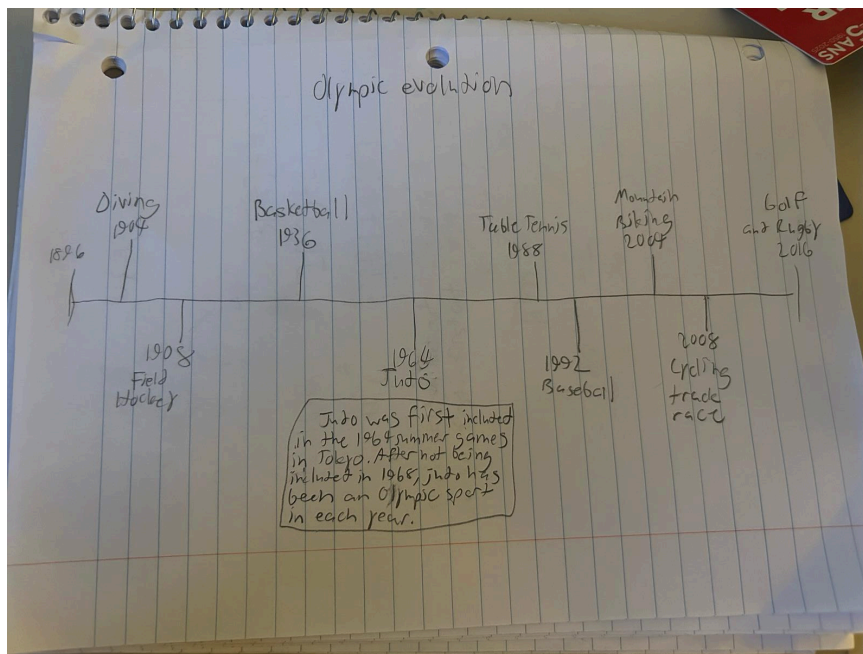 Olympic evolution
1896
Diving
1904
Basketball
1936
Table Tennis
1988
Mountain
Biking
2004
Golf
and Rugby
2016
1908
Field
Hockey
1964
Judo
1992
Baseball
2008
Cycling
track
race
Judo was first included
in the 1964 summer games
in Tokyo. After not being
included in 1968, judo has
been an Olympic sport
in each year.
SANS